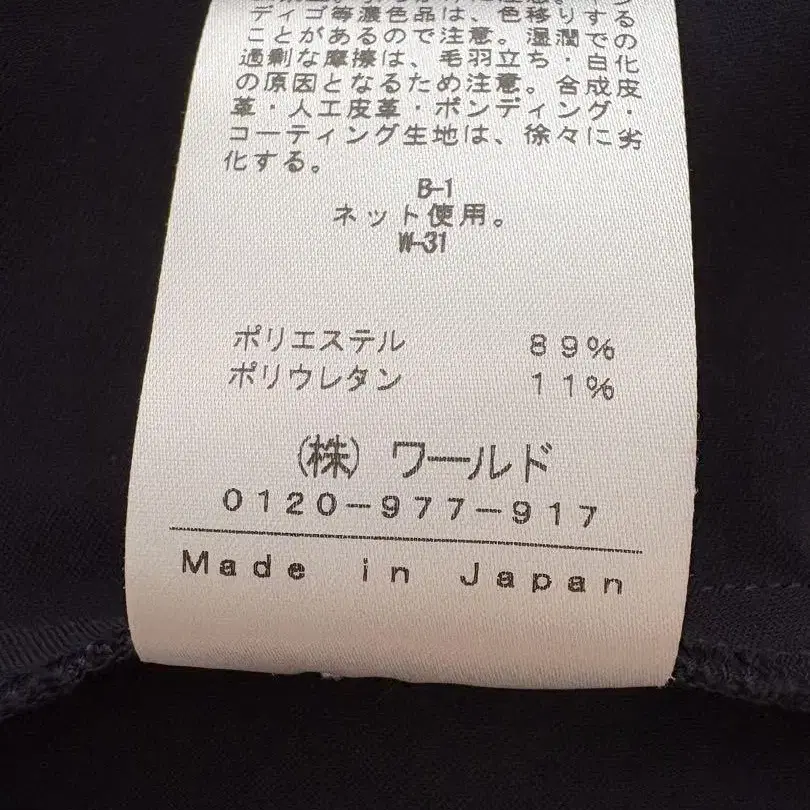 ディゴ等濃色品は、色移りする
ことがあるので注意。湿潤での
過剰な摩擦は、毛羽立ち・白化
の原因となるため注意。合成皮
革・人工皮革・ボンディング・
コーティング生地は、徐々に劣
化する。
B-1
ネット使用。
W-31
ポリエステル 89%
ポリウレタン 11%
(株)ワールド
0120-977-917
Made in Japan